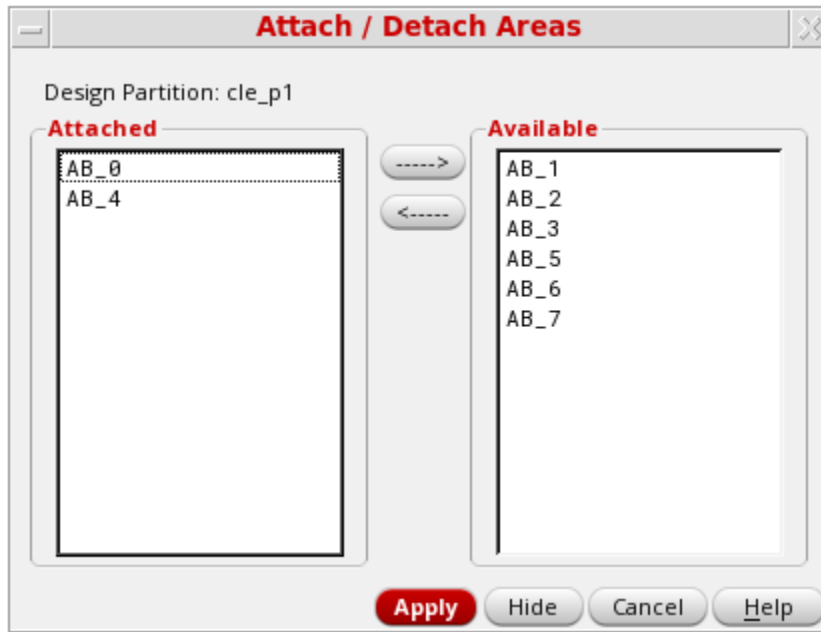 Attach / Detach Areas
Design Partition: cle_p1
Attached
AB_0
AB_4
----->
<-----
Available
AB_1
AB_2
AB_3
AB_5
AB_6
AB_7
Apply
Hide
Cancel
Help